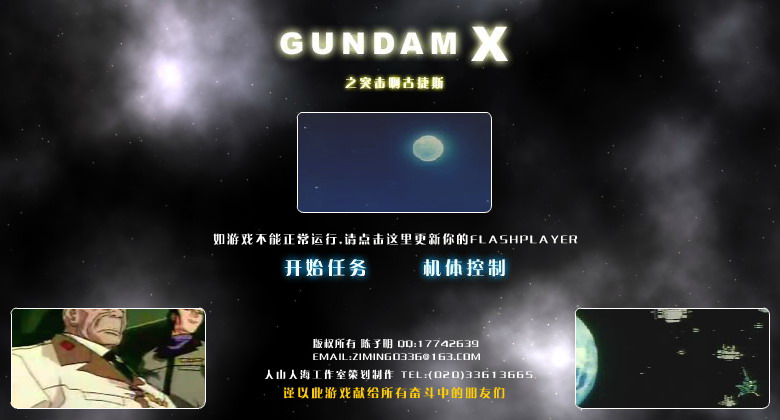 GUNDAM X
之突击啊古捷斯
如游戏不能正常运行,请点击这里更新你的FLASHPLAYER
开始任务 机体控制
版权所有 陈子明 QQ:17742639
EMAIL:ZIMING0336@163.COM
人山人海工作室策划制作 TEL:(020)33613665
谨以此游戏献给所有奋斗中的朋友们